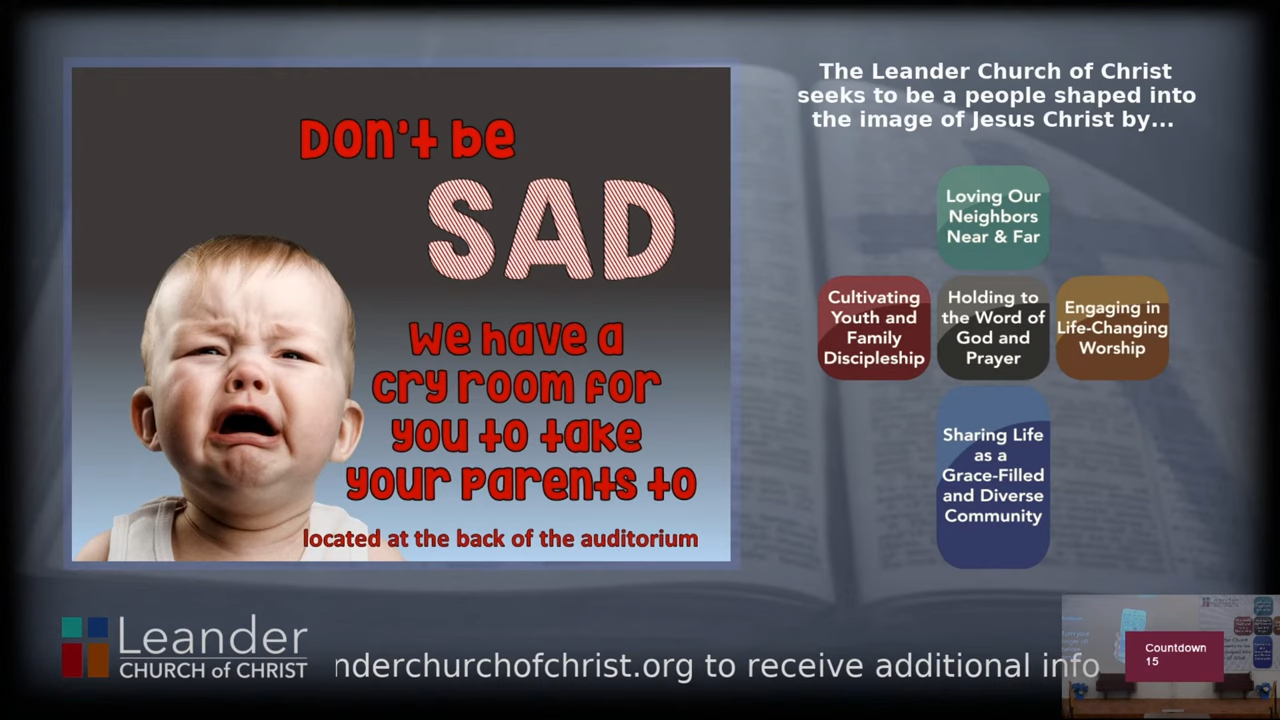 Don't be
SAD
we have a
cry room for
you to take
your parents to
located at the back of the auditorium
The Leander Church of Christ
seeks to be a people shaped into
the image of Jesus Christ by...
Loving Our
Neighbors
Near & Far
Cultivating
Youth and
Family
Discipleship
Holding to
the Word of
God and
Prayer
Engaging in
Life-Changing
Worship
Sharing Life
as a
Grace-Filled
and Diverse
Community
Leander
CHURCH of CHRIST
nderchurchofchrist.org to receive additional info
Countdown
15